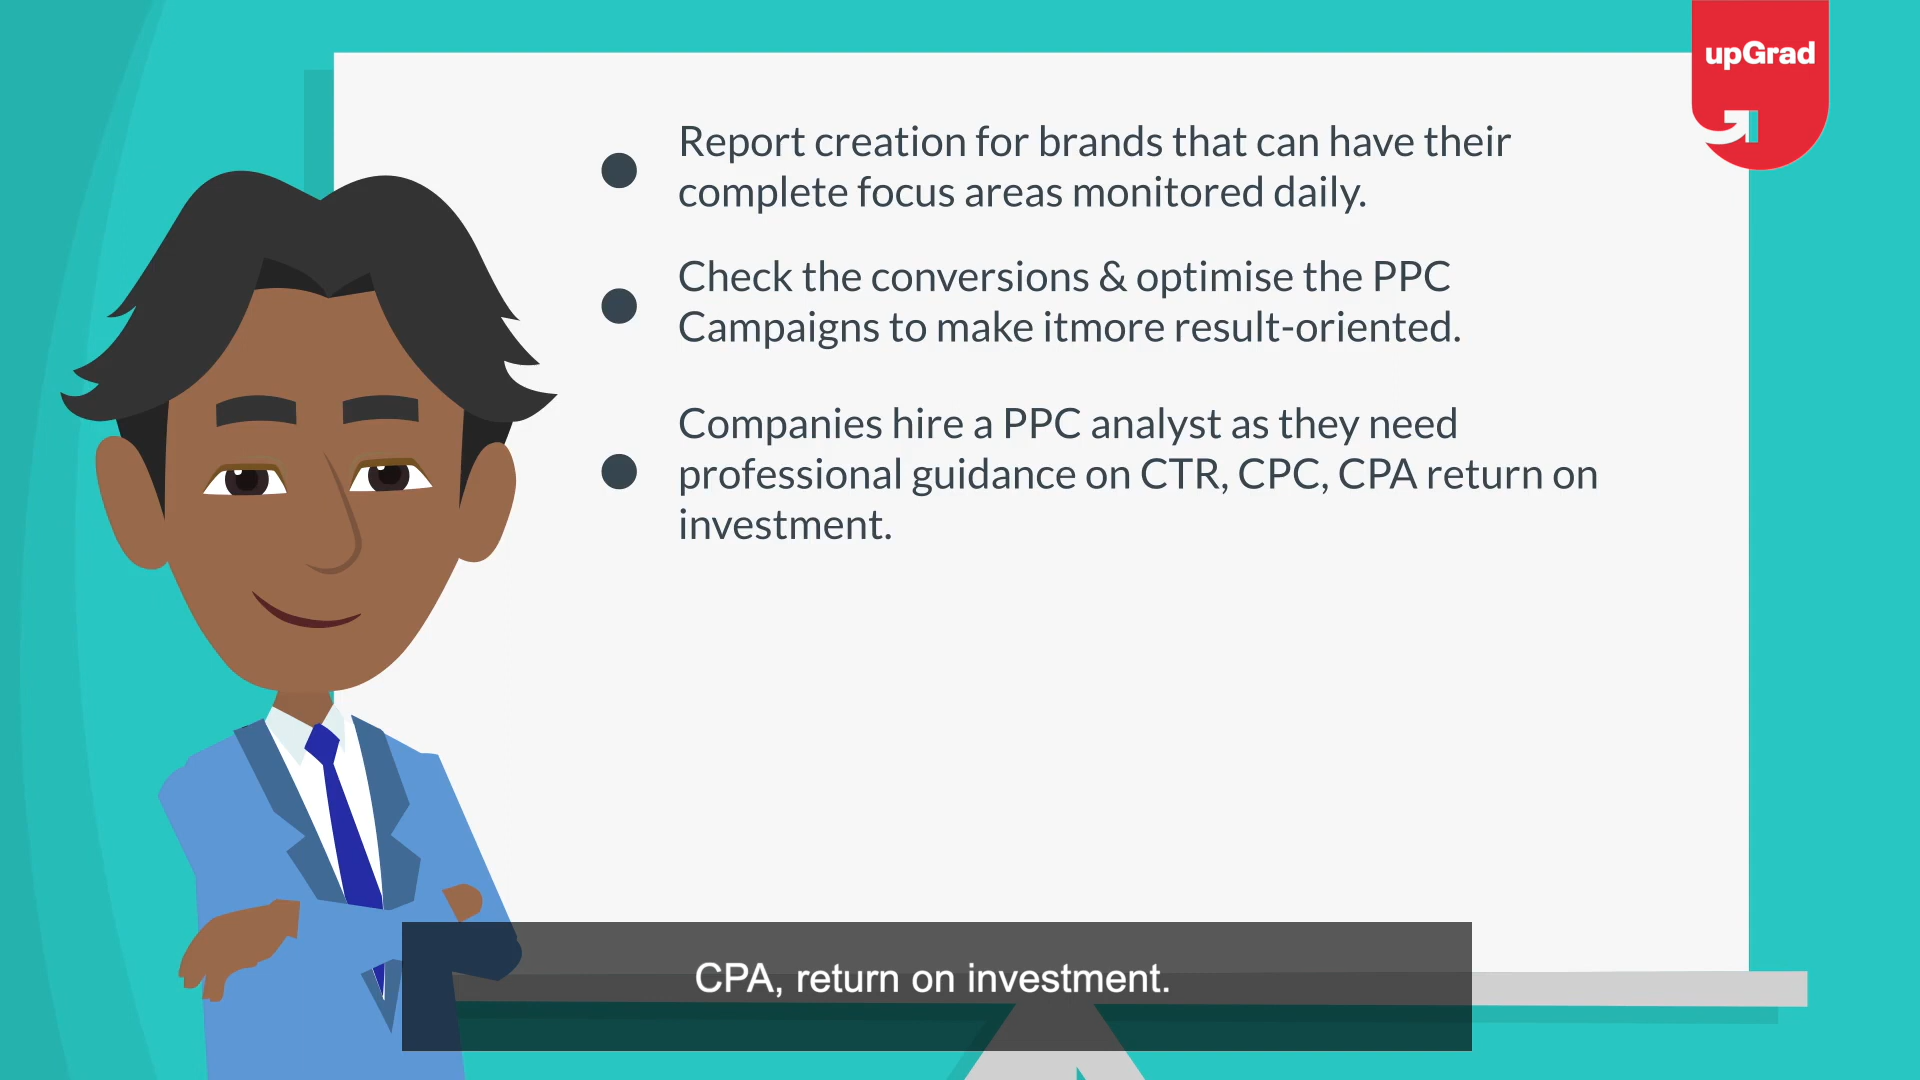 upGrad
Report creation for brands that can have their
complete focus areas monitored daily.
Check the conversions & optimise the PPC
Campaigns to make itmore result-oriented.
Companies hire a PPC analyst as they need
professional guidance on CTR, CPC, CPA return on
investment.
CPA, return on investment.